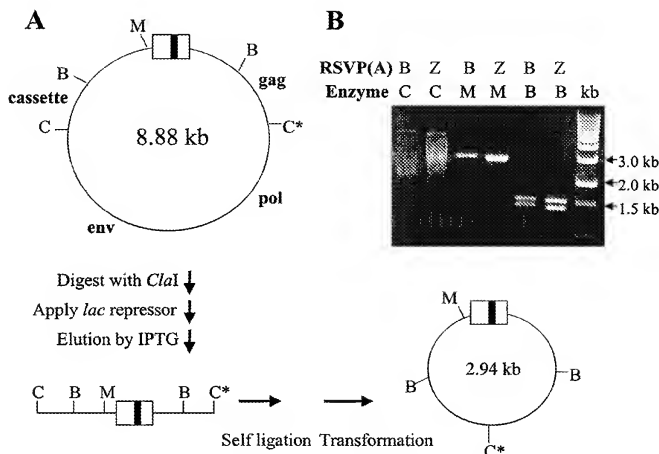 A
M
B
B
cassette
gag
C
C*
8.88 kb
pol
env
Digest with ClaI
Apply lac repressor
Elution by IPTG
C B M B C*
Self ligation Transformation
B
RSVP(A) B Z B Z B Z
Enzyme C C M M B B kb
3.0 kb
2.0 kb
1.5 kb
M
2.94 kb
B
B
C*